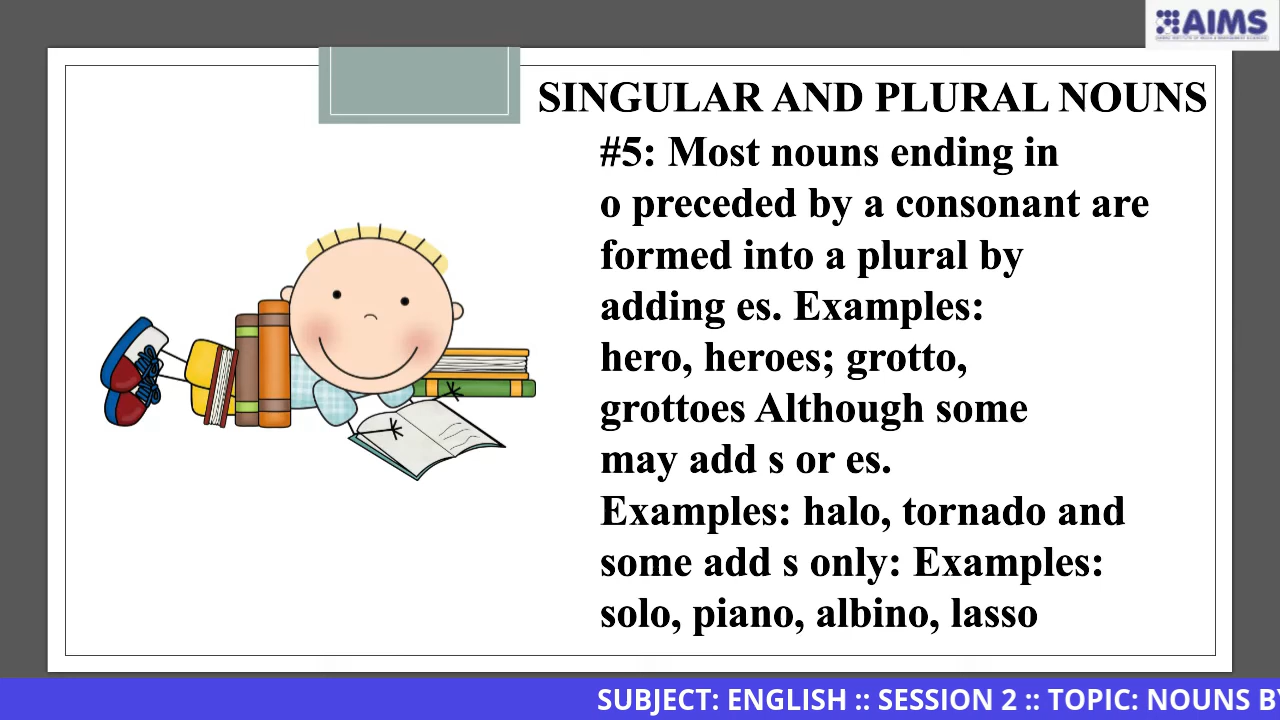 AIMS
SINGULAR AND PLURAL NOUNS
#5: Most nouns ending in
o preceded by a consonant are
formed into a plural by
adding es. Examples:
hero, heroes; grotto,
grottoes Although some
may add s or es.
Examples: halo, tornado and
some add s only: Examples:
solo, piano, albino, lasso
SUBJECT: ENGLISH :: SESSION 2 :: TOPIC: NOUNS BY